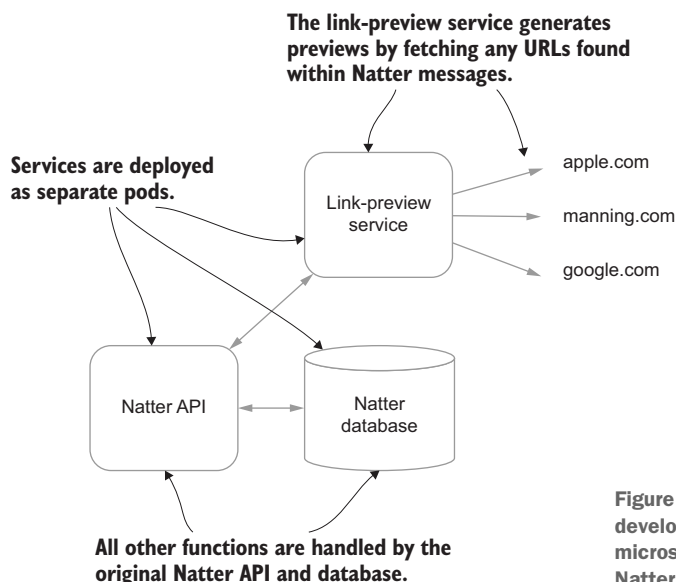 The link-preview service generates
previews by fetching any URLs found
within Natter messages.
Services are deployed
as separate pods.
Link-preview
service
apple.com
manning.com
google.com
Natter API
Natter
database
All other functions are handled by the
original Natter API and database.
Figure
develo
micros
Natter